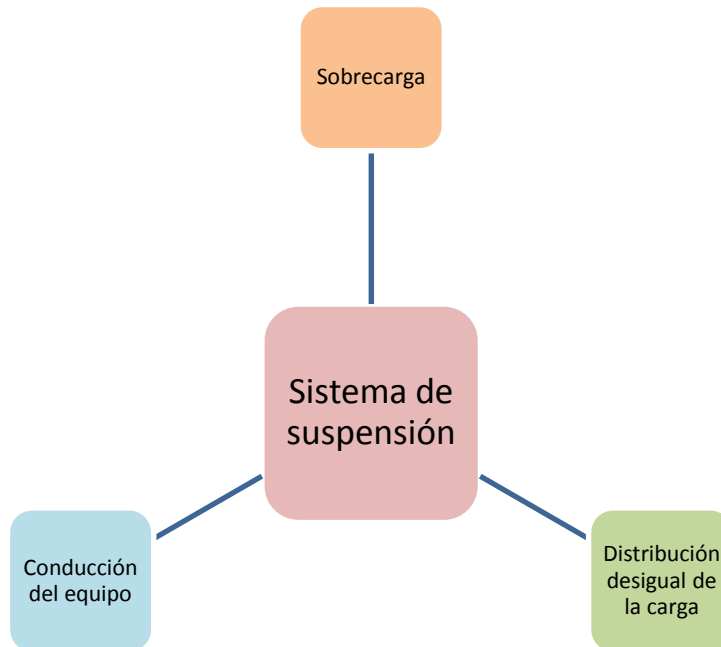 Sobrecarga
Sistema de
suspensión
Conducción
del equipo
Distribución
desigual de
la carga